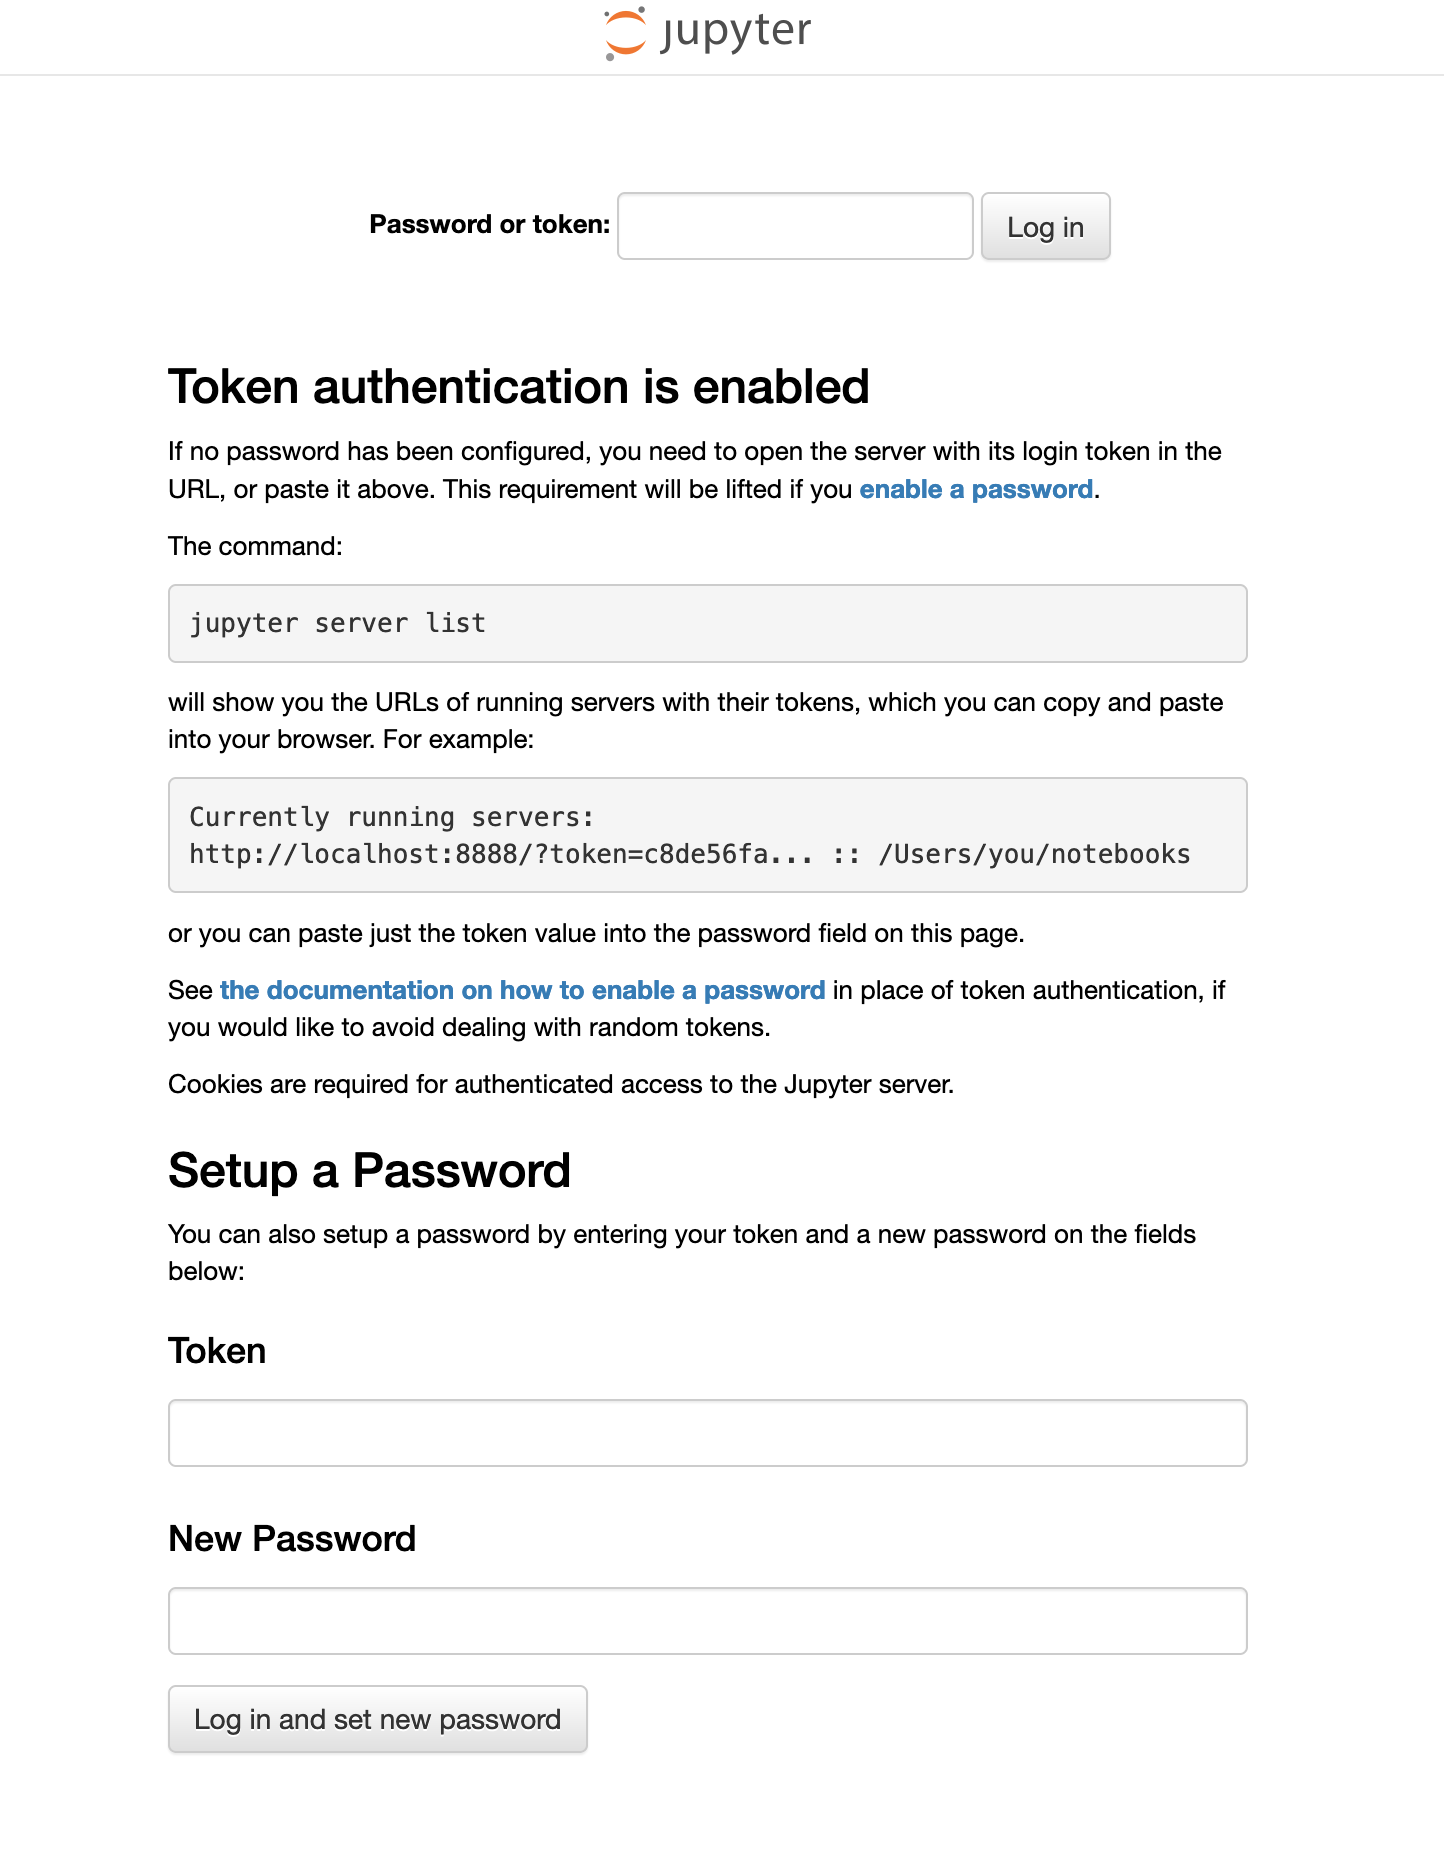 jupyter
Password or token:
Log in
Token authentication is enabled
If no password has been configured, you need to open the server with its login token in the
URL, or paste it above. This requirement will be lifted if you enable a password.
The command:
jupyter server list
will show you the URLs of running servers with their tokens, which you can copy and paste
into your browser. For example:
Currently running servers:
http://localhost:8888/?token=c8de56fa... :: /Users/you/notebooks
or you can paste just the token value into the password field on this page.
See the documentation on how to enable a password in place of token authentication, if
you would like to avoid dealing with random tokens.
Cookies are required for authenticated access to the Jupyter server.
Setup a Password
You can also setup a password by entering your token and a new password on the fields
below:
Token
New Password
Log in and set new password